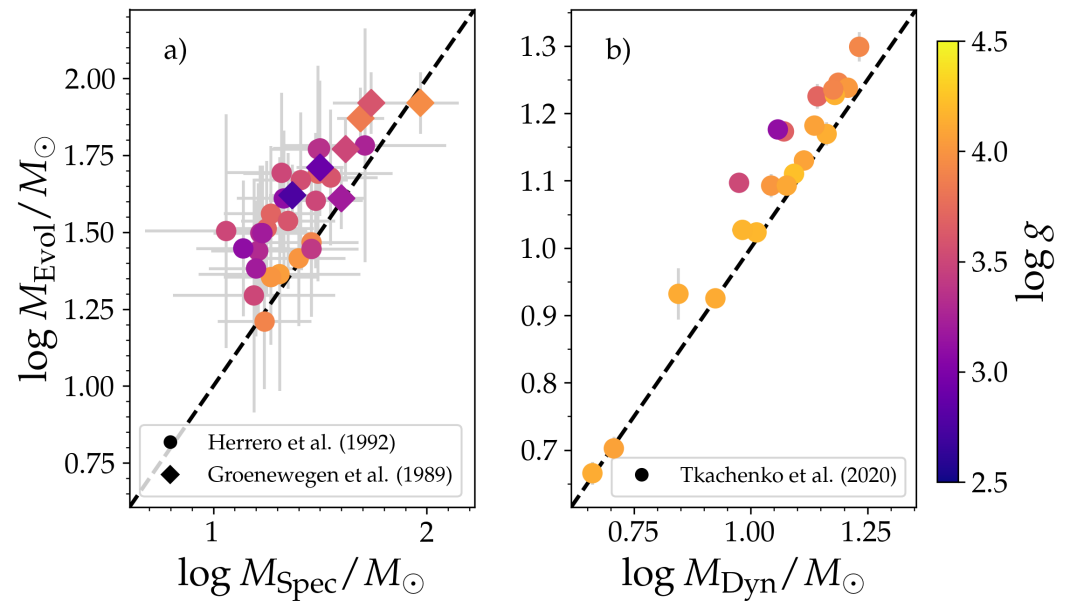 a)
log M_Evol/M_⊙
2.00
1.75
1.50
1.25
1.00
0.75
Herrero et al. (1992)
Groenewegen et al. (1989)
1
2
log M_Spec/M_⊙
b)
1.3
1.2
1.1
1.0
0.9
0.8
0.7
Tkachenko et al. (2020)
0.75
1.00
1.25
log M_Dyn/M_⊙
4.5
4.0
3.5
3.0
2.5
log g